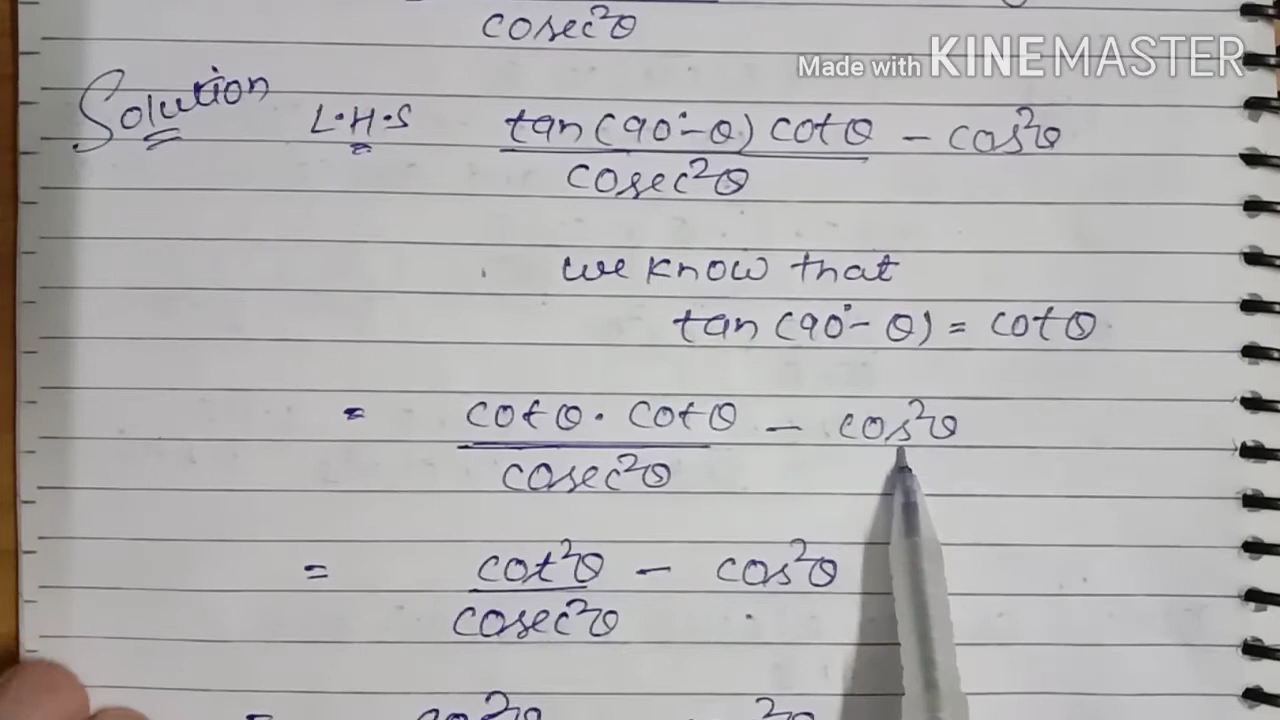 cosec²θ
Made with KINEMASTER
Solution L.H.S tan(90°-θ) cotθ - cos²θ
cosec²θ
we know that
tan(90°-θ) = cotθ
= cotθ · cotθ - cos²θ
cosec²θ
= cot²θ - cos²θ
cosec²θ